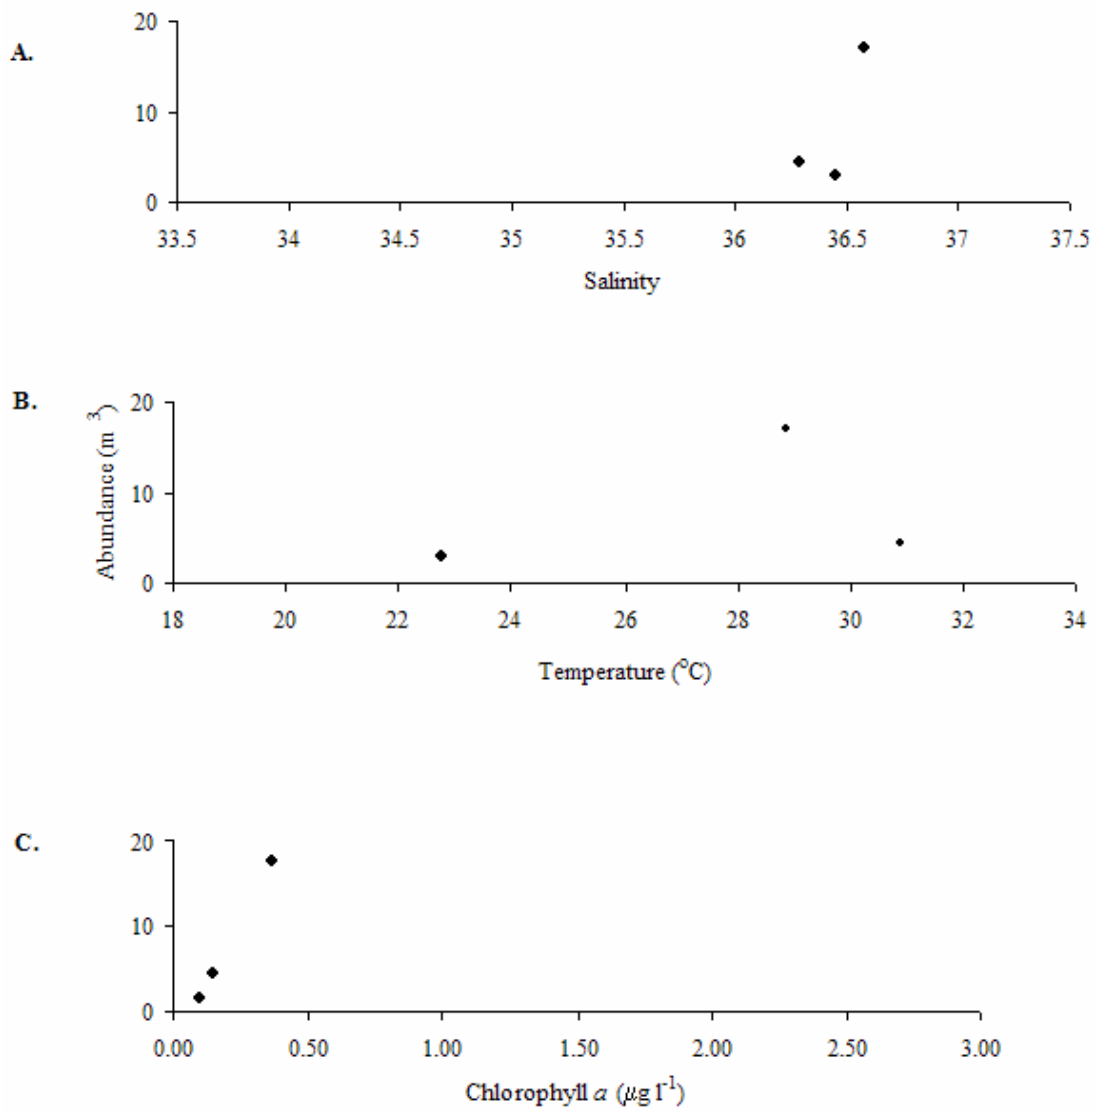 A.
20
10
0
33.5 34 34.5 35 35.5 36 36.5 37 37.5
Salinity
B.
Abundance (m 3)
20
10
0
18 20 22 24 26 28 30 32 34
Temperature (oC)
C.
20
10
0
0.00 0.50 1.00 1.50 2.00 2.50 3.00
Chlorophyll a (μg l-1)